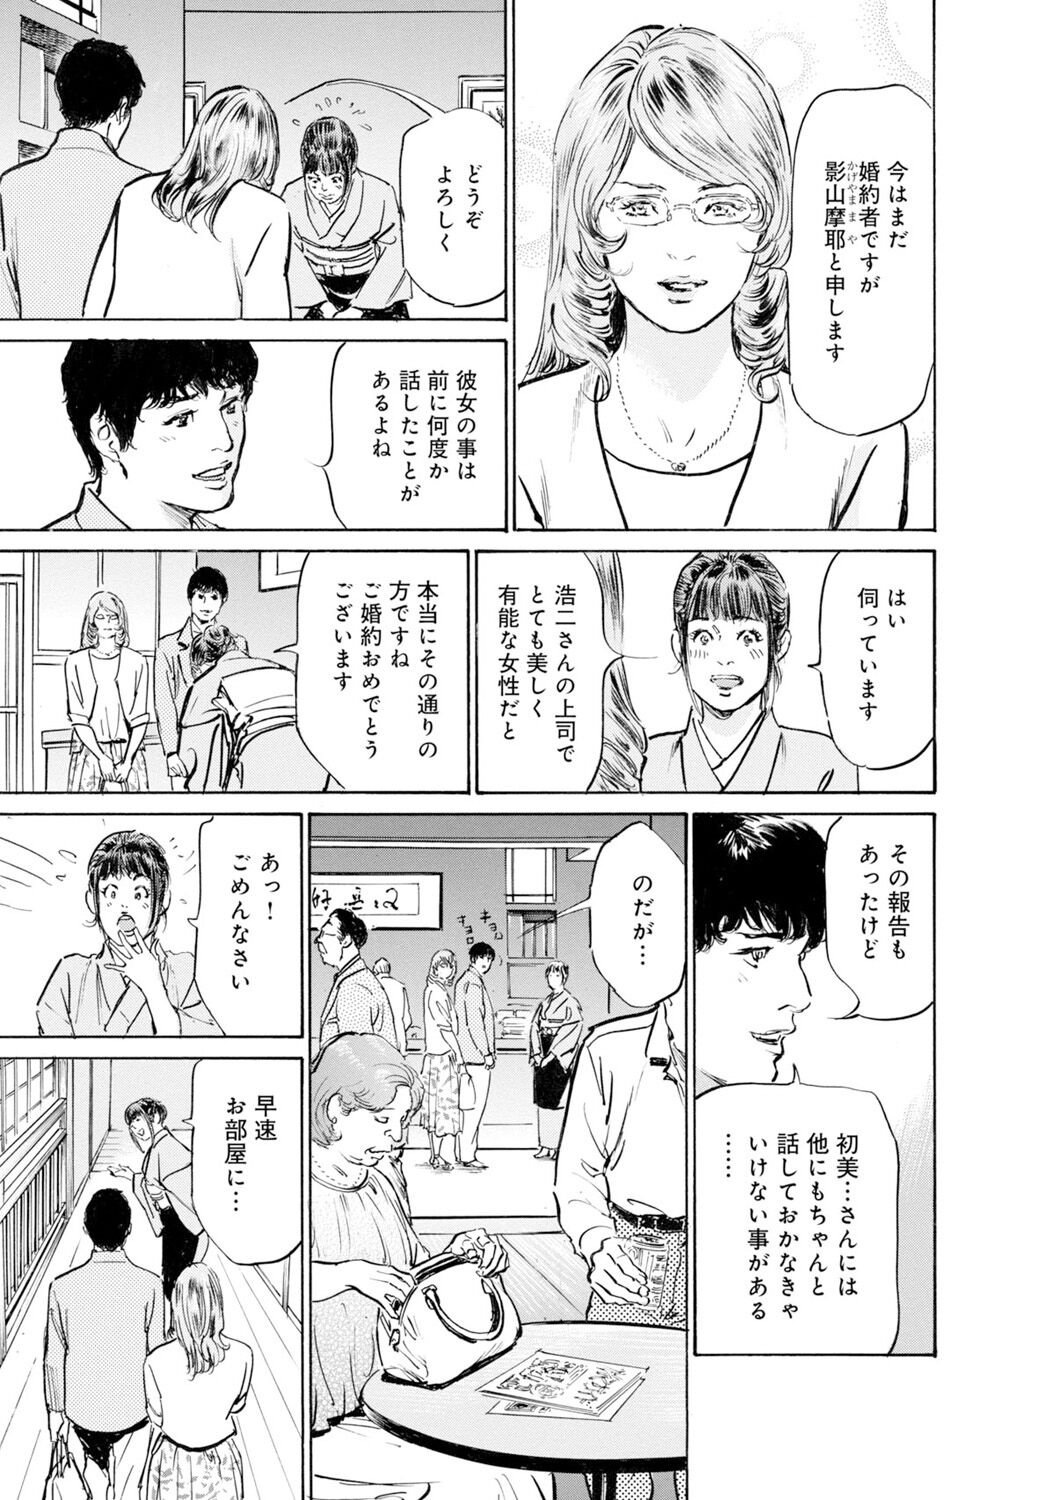 今はまだ
婚約者ですが
影山摩耶と申します
かげやままや
どうぞ
よろしく
彼女の事は
前に何度か
話したことが
あるよね
はい
伺っています
浩二さんの上司で
とても美しく
有能な女性だと
本当にその通りの
方ですね
ご婚約おめでとう
ございます
その報告も
あったけど
初美…さんには
他にもちゃんと
話しておかなきゃ
いけない事がある
……
のだが…
キョロ
キョロ
あっ！
ごめんなさい
早速
お部屋に…